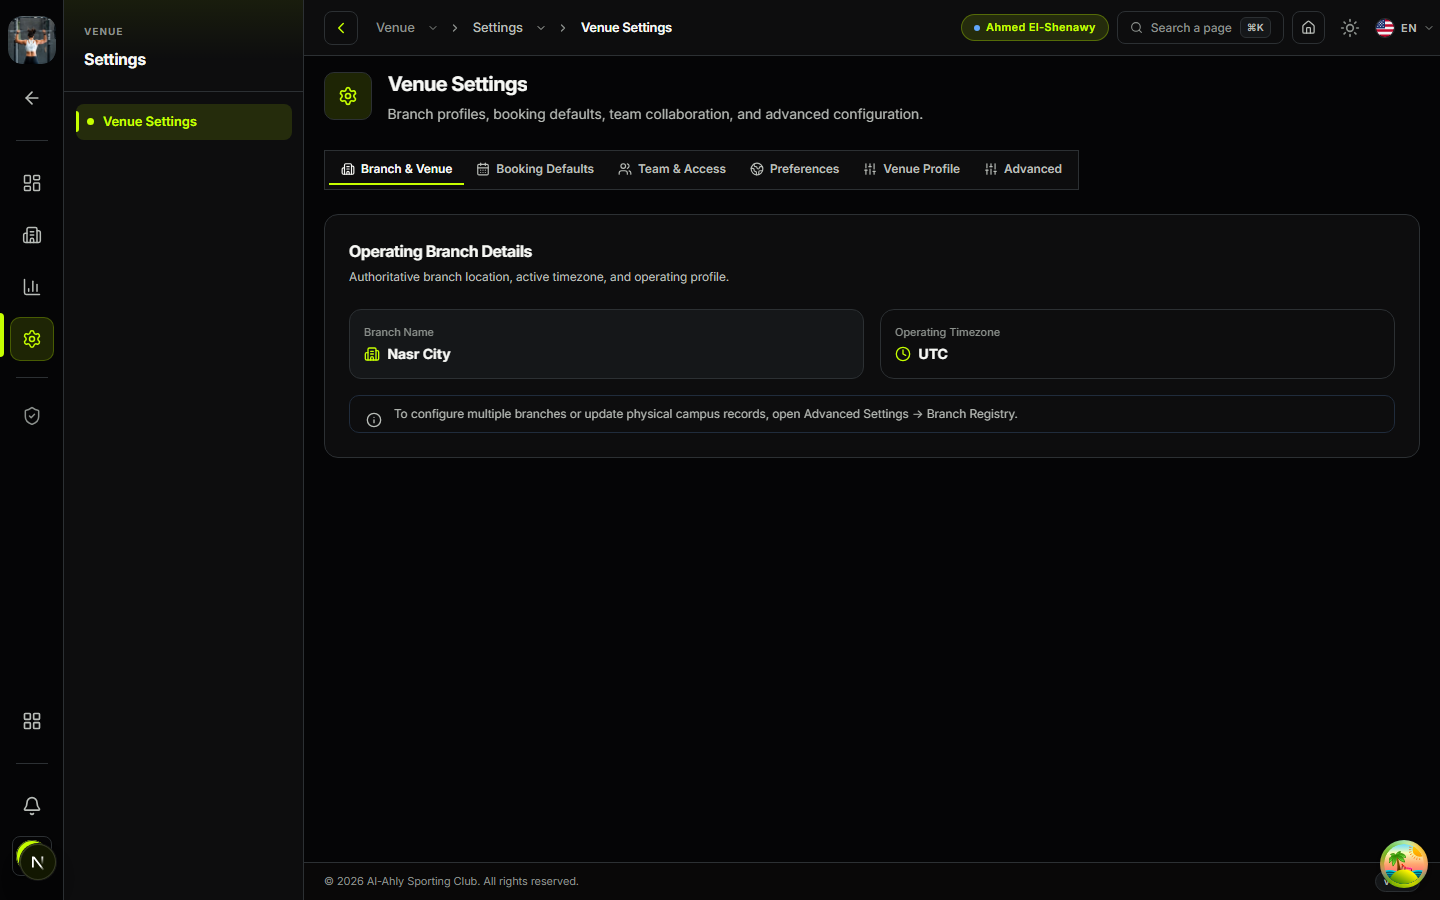 VENUE
Settings
Venue Settings
Venue
Settings
Venue Settings
Ahmed El-Shenawy
Search a page
⌘K
EN
Venue Settings
Branch profiles, booking defaults, team collaboration, and advanced configuration.
Branch & Venue
Booking Defaults
Team & Access
Preferences
Venue Profile
Advanced
Operating Branch Details
Authoritative branch location, active timezone, and operating profile.
Branch Name
Nasr City
Operating Timezone
UTC
To configure multiple branches or update physical campus records, open Advanced Settings → Branch Registry.
N
© 2026 Al-Ahly Sporting Club. All rights reserved.